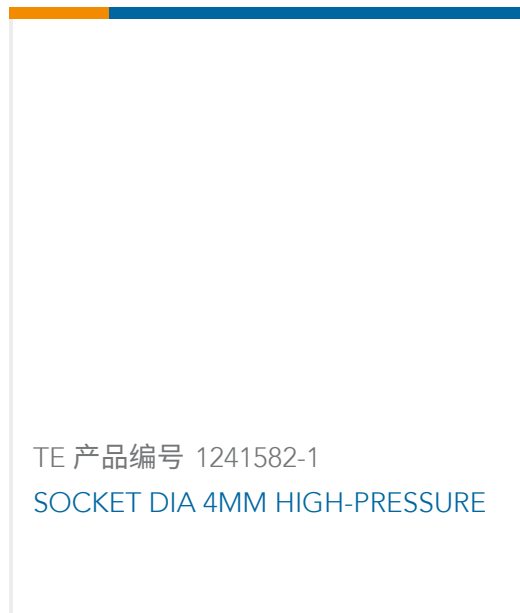 TE 产品编号 1241582-1
SOCKET DIA 4MM HIGH-PRESSURE